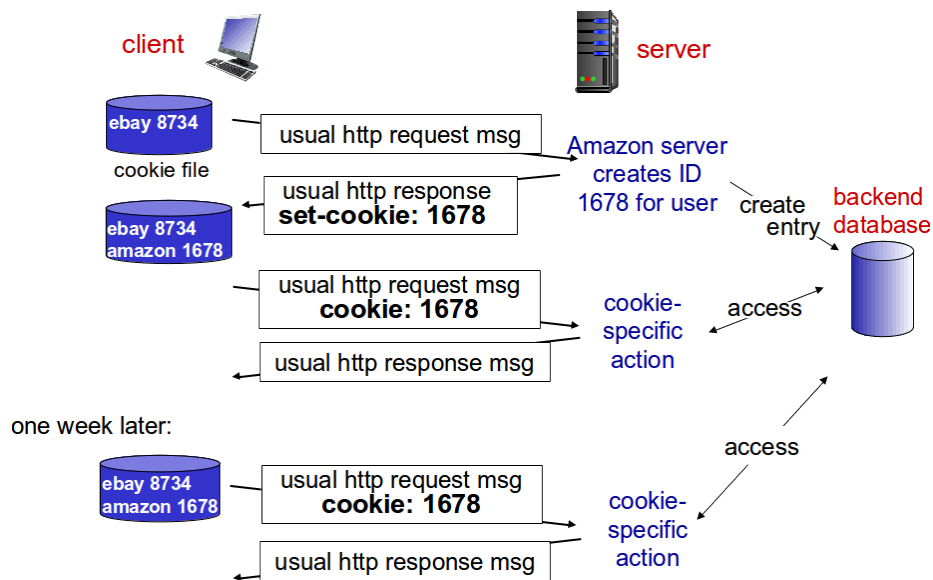 client
server
ebay 8734
cookie file
usual http request msg
Amazon server
creates ID
1678 for user
usual http response
set-cookie: 1678
create
entry
backend
database
ebay 8734
amazon 1678
usual http request msg
cookie: 1678
cookie-
specific
action
access
usual http response msg
one week later:
access
ebay 8734
amazon 1678
usual http request msg
cookie: 1678
cookie-
specific
action
usual http response msg